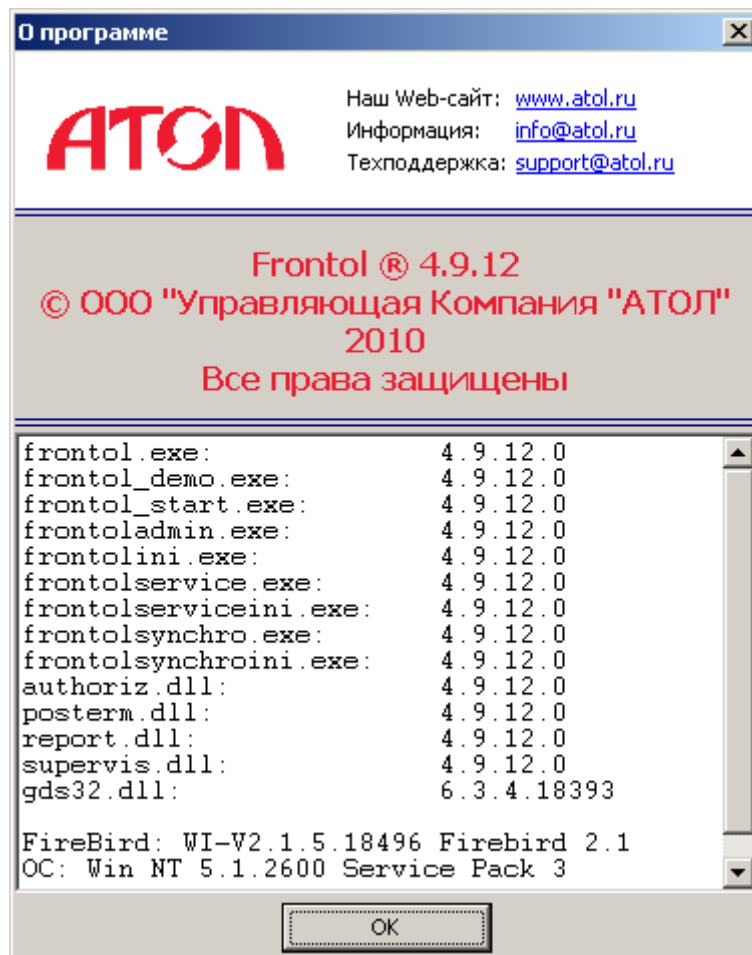 О программе
АТОЛ
Наш Web-сайт: www.atol.ru
Информация: info@atol.ru
Техподдержка: support@atol.ru
Frontol ® 4.9.12
© ООО "Управляющая Компания "АТОЛ"
2010
Все права защищены
frontol.exe: 4.9.12.0
frontol_demo.exe: 4.9.12.0
frontol_start.exe: 4.9.12.0
frontoladmin.exe: 4.9.12.0
frontolini.exe: 4.9.12.0
frontolservice.exe: 4.9.12.0
frontolserviceini.exe: 4.9.12.0
frontolsynchro.exe: 4.9.12.0
frontolsynchroini.exe: 4.9.12.0
authoriz.dll: 4.9.12.0
posterm.dll: 4.9.12.0
report.dll: 4.9.12.0
supervis.dll: 4.9.12.0
gds32.dll: 6.3.4.18393
FireBird: WI-V2.1.5.18496 Firebird 2.1
ОС: Win NT 5.1.2600 Service Pack 3
OK